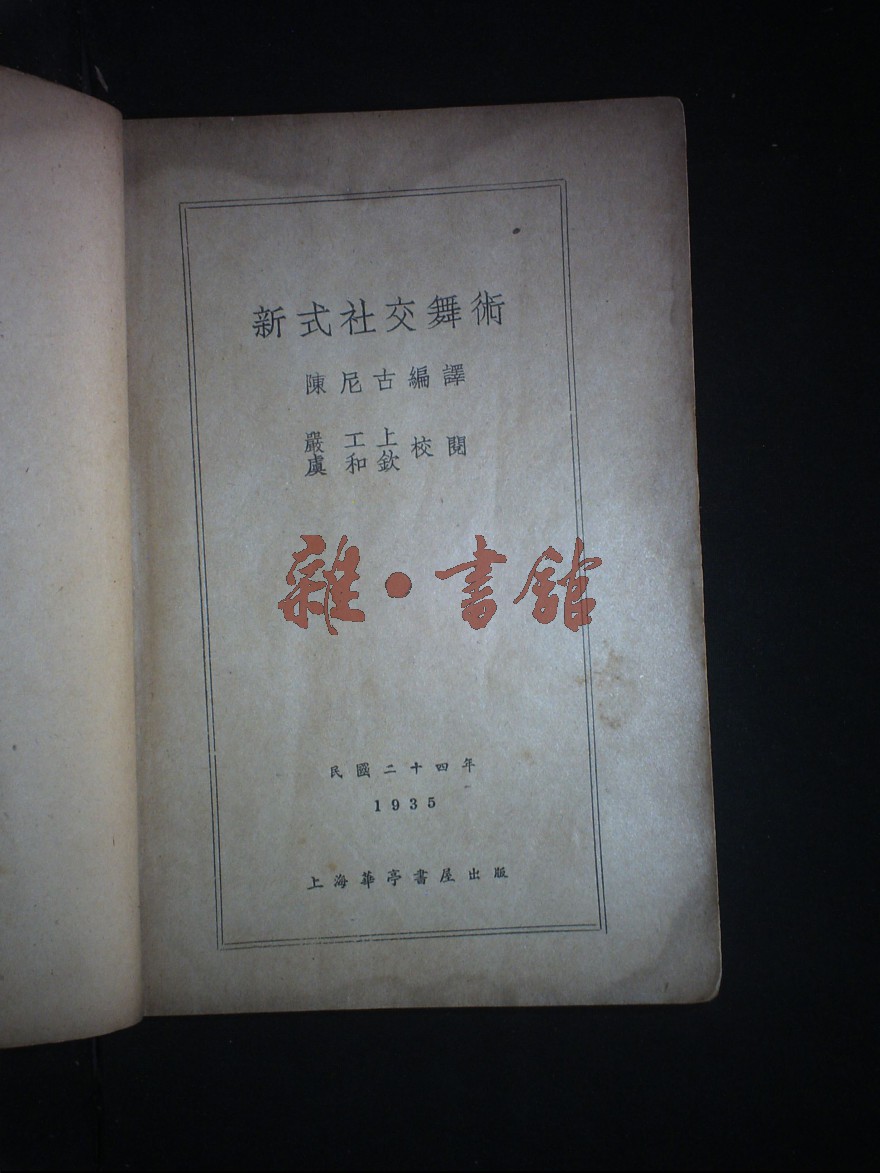 新式社交舞術
陳尼古編譯
嚴工上
虞和欽
校閱
雜·書館
民國二十四年
1935
上海華亭書屋出版